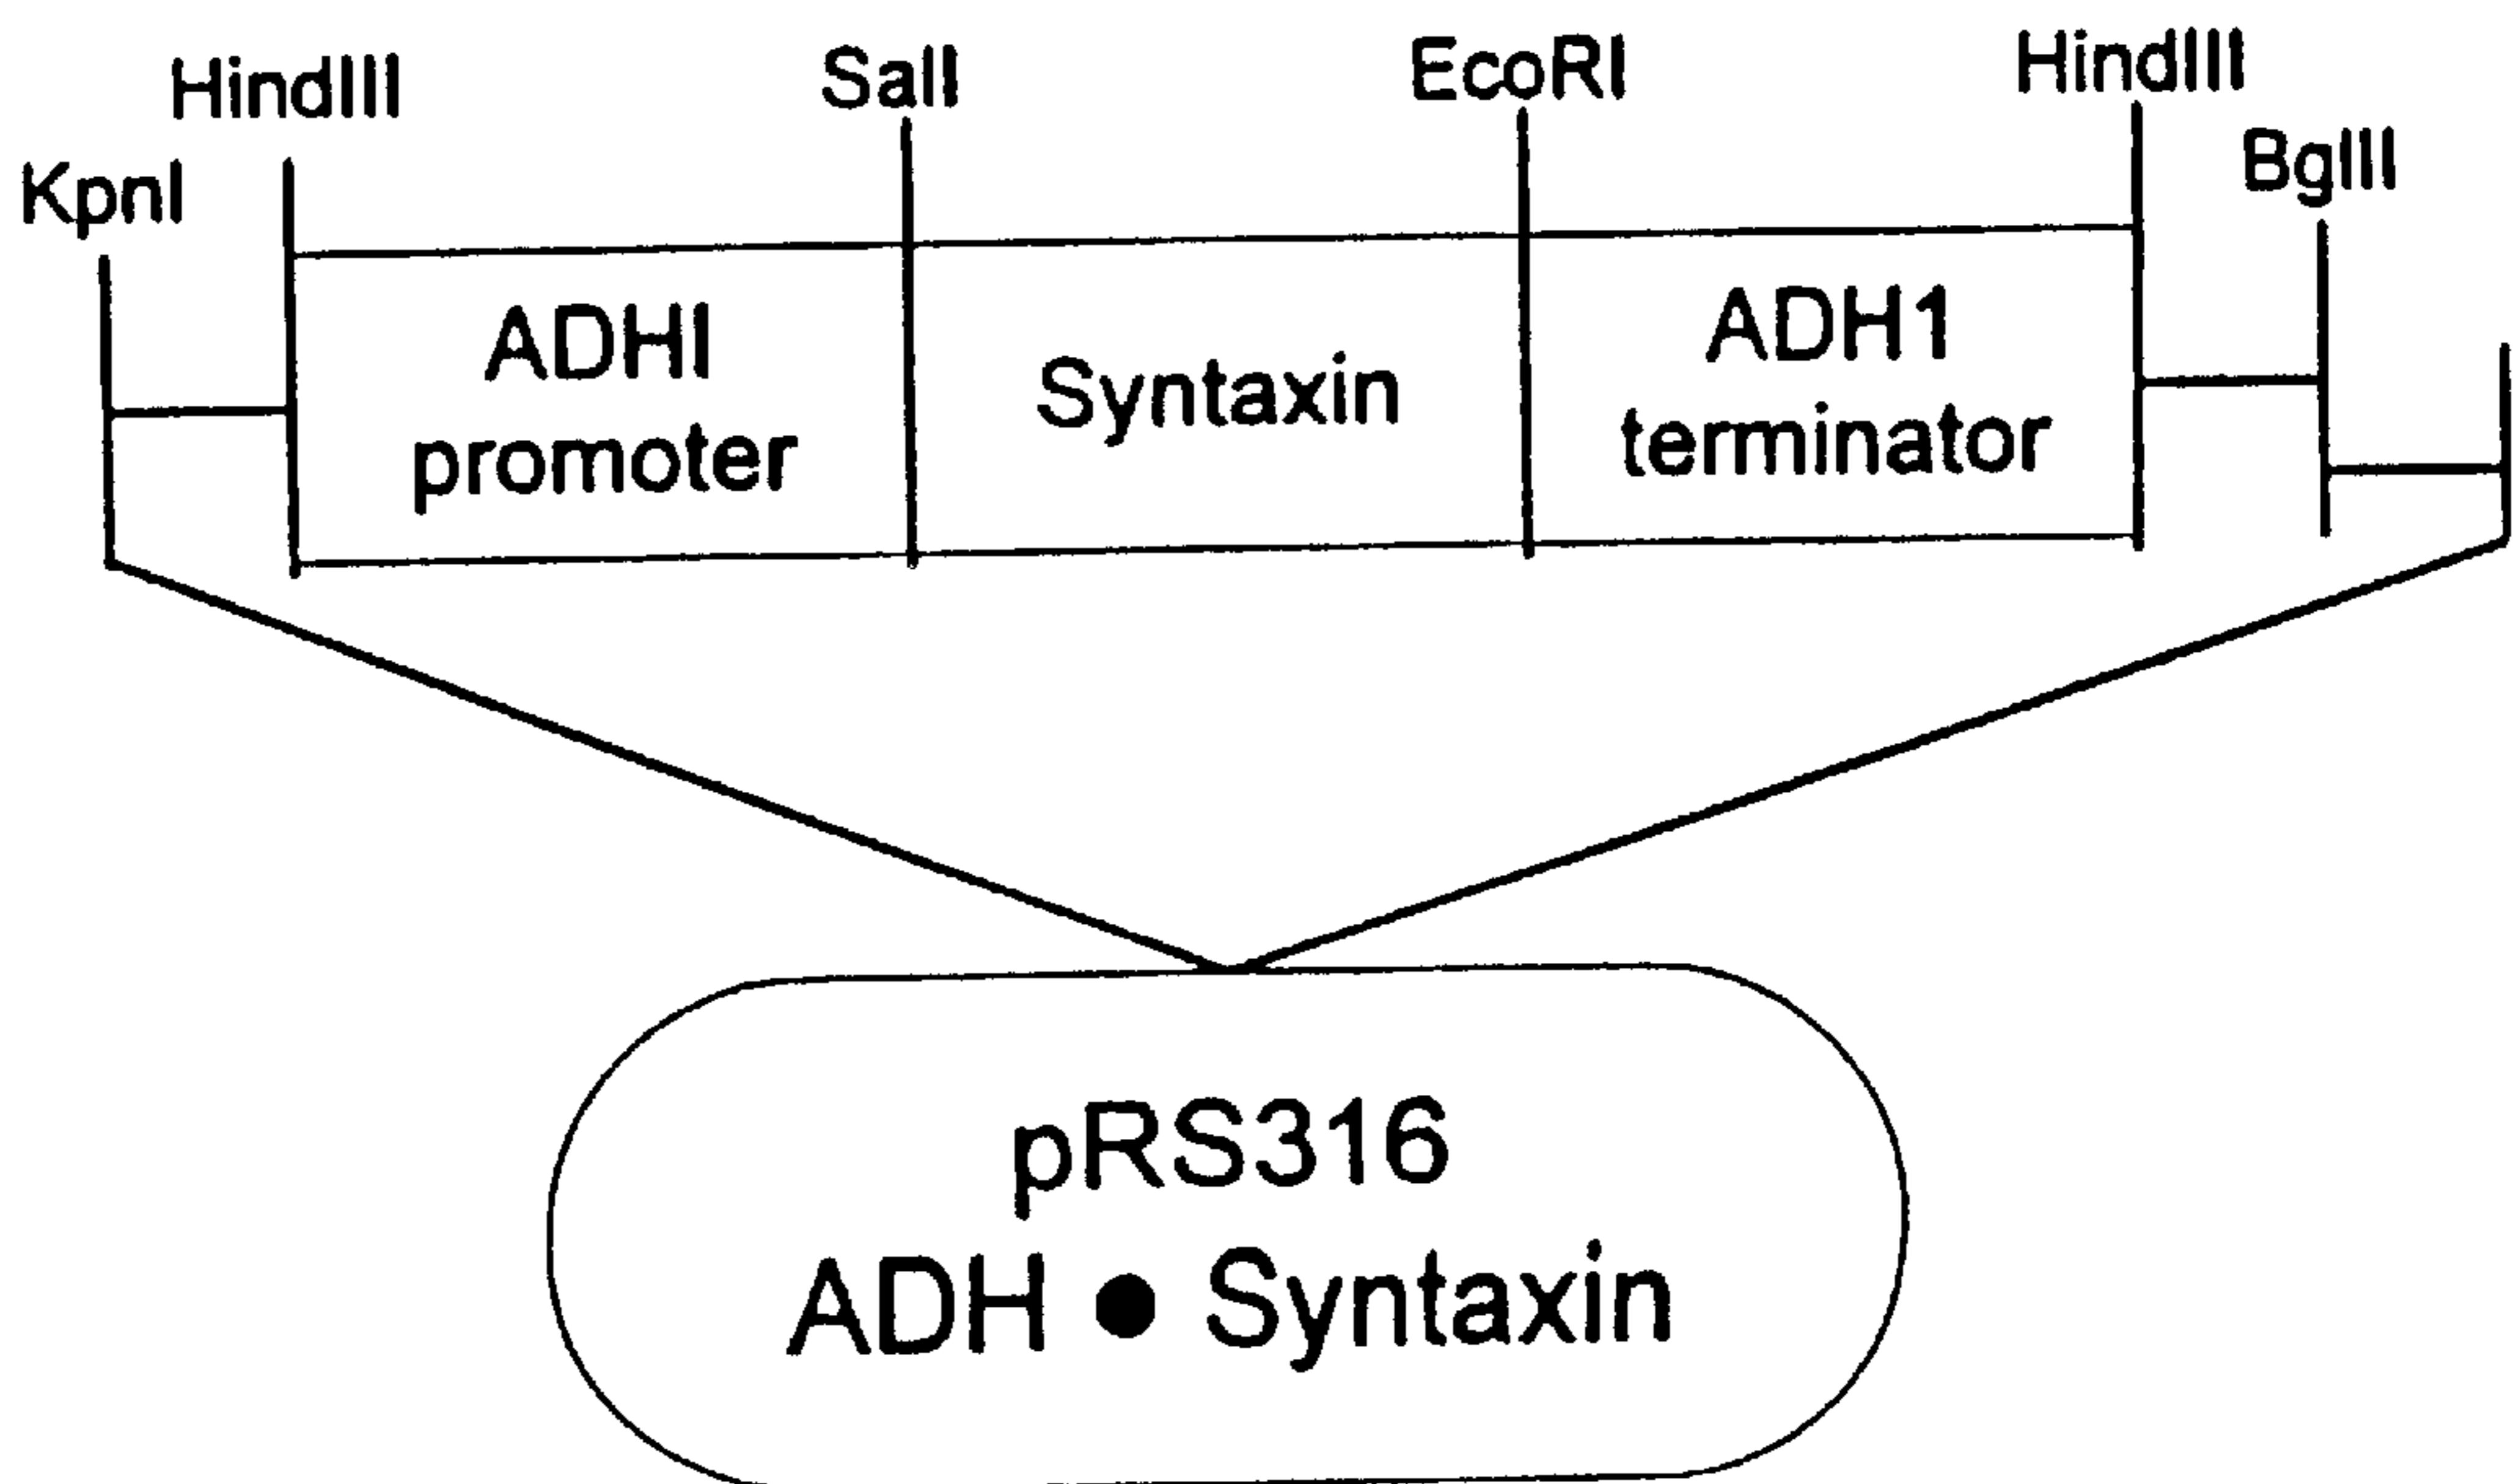 HindIII
SalI
EcoRI
HindIII
KpnI
BglII
ADHI
promoter
Syntaxin
ADH1
terminator
pRS316
ADH ● Syntaxin